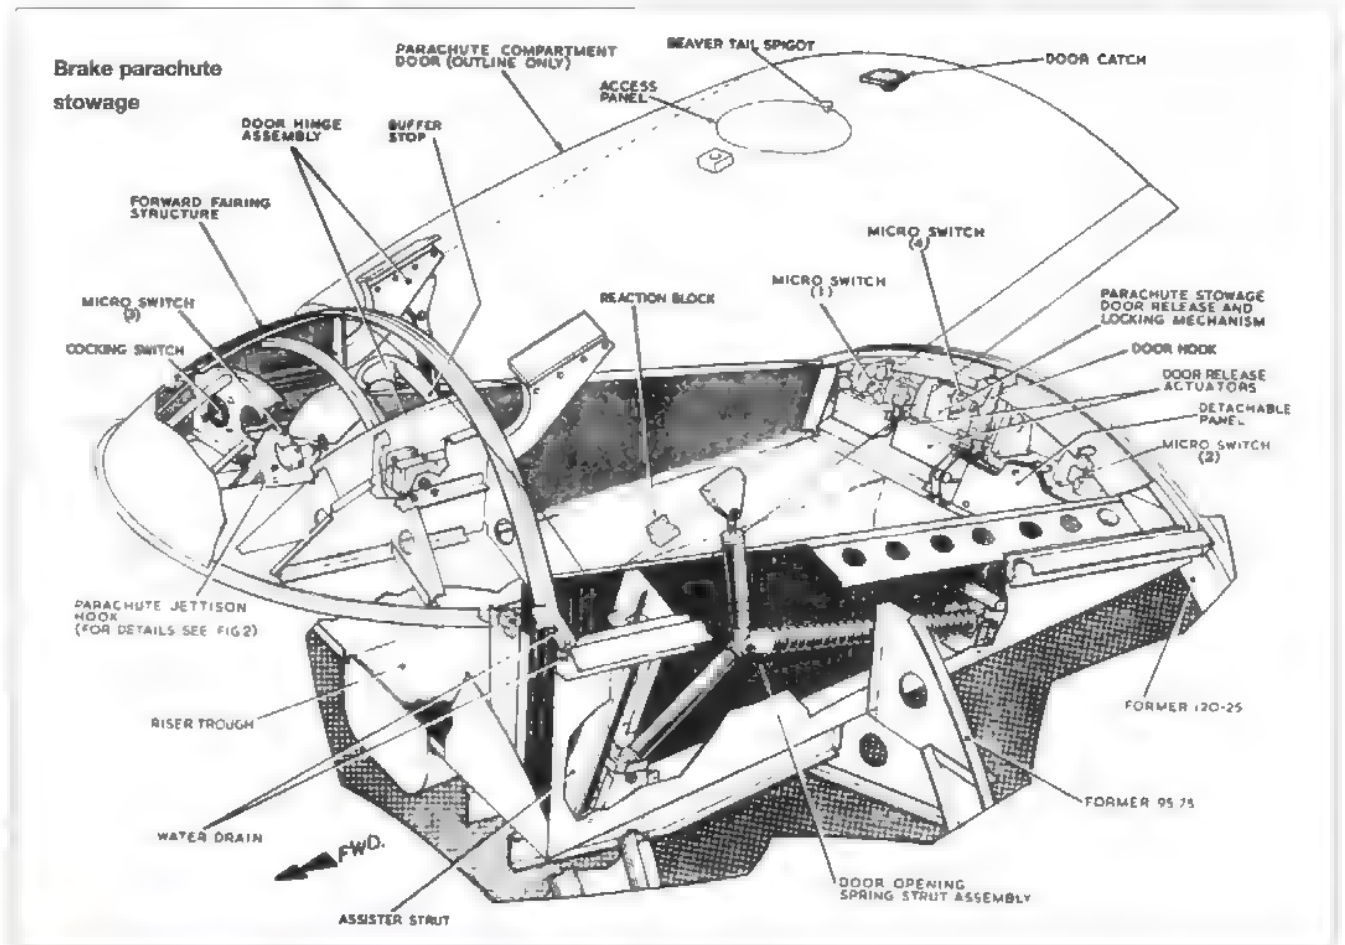 Brake parachute
stowage
PARACHUTE COMPARTMENT
DOOR (OUTLINE ONLY)
BEAVER TAIL SPIGOT
DOOR CATCH
ACCESS
PANEL
DOOR HINGE
ASSEMBLY
BUFFER
STOP
FORWARD FAIRING
STRUCTURE
MICRO SWITCH
(4)
MICRO SWITCH
(1)
REACTION BLOCK
MICRO SWITCH
(3)
PARACHUTE STOWAGE
DOOR RELEASE AND
LOCKING MECHANISM
COCKING SWITCH
DOOR HOOK
DOOR RELEASE
ACTUATORS
DETACHABLE
PANEL
MICRO SWITCH
(2)
PARACHUTE JETTISON
HOOK
(FOR DETAILS SEE FIG 2)
RISER TROUGH
FORMER 120-25
FORMER 95·75
WATER DRAIN
FWD.
DOOR OPENING
SPRING STRUT ASSEMBLY
ASSISTER STRUT